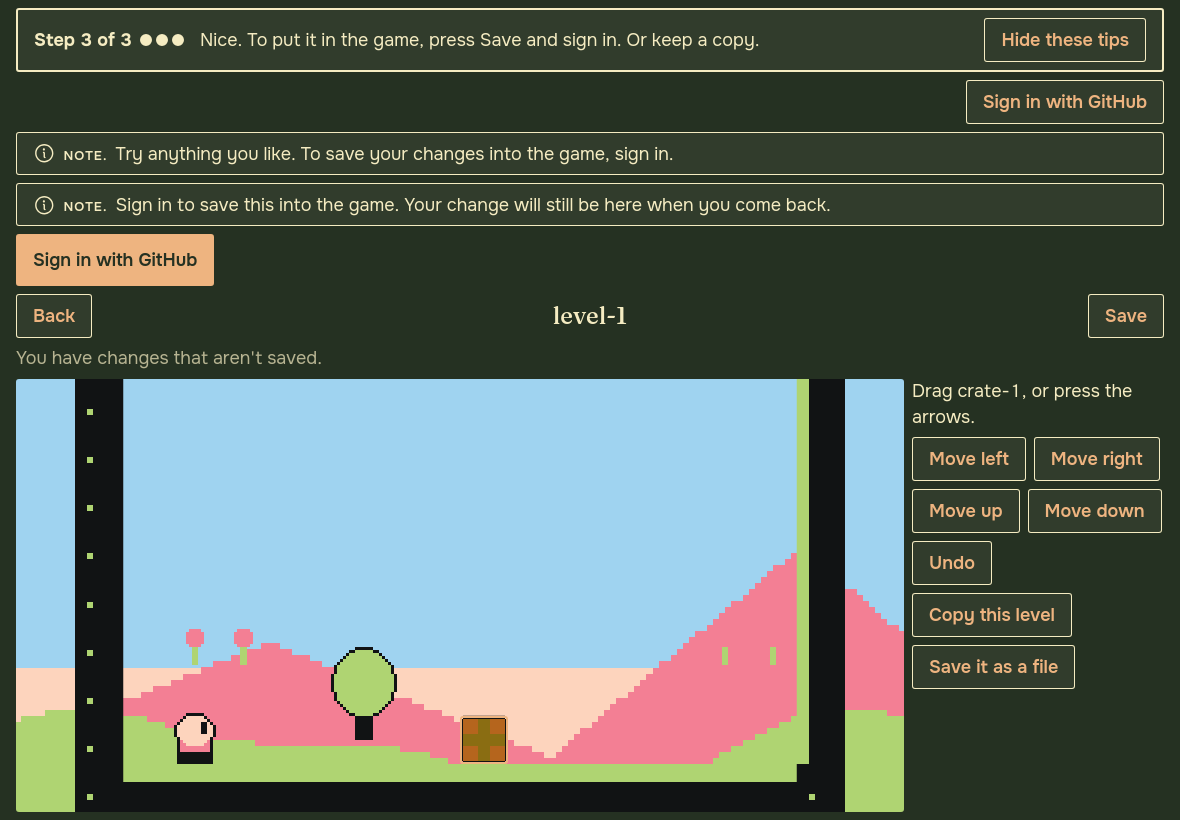 Step 3 of 3 Nice. To put it in the game, press Save and sign in. Or keep a copy. Hide these tips
Sign in with GitHub
NOTE. Try anything you like. To save your changes into the game, sign in.
NOTE. Sign in to save this into the game. Your change will still be here when you come back.
Sign in with GitHub
Back level-1 Save
You have changes that aren't saved.
Drag crate-1, or press the
arrows.
Move left Move right
Move up Move down
Undo
Copy this level
Save it as a file